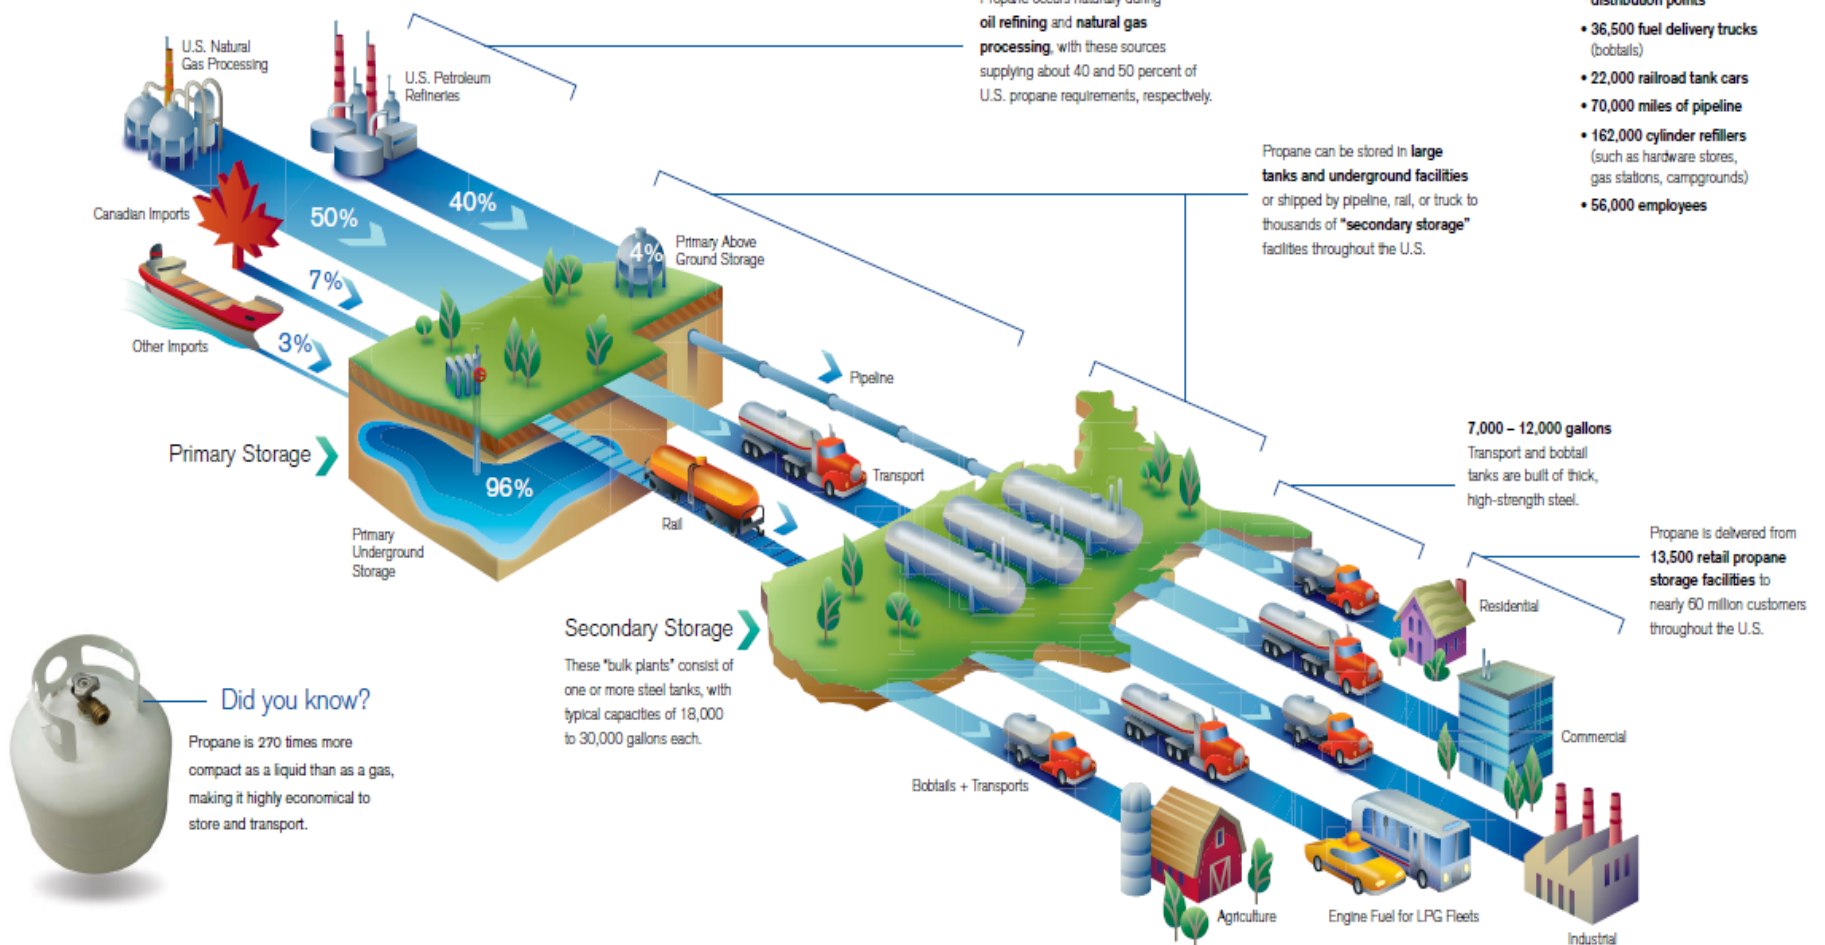 Propane occurs naturally during
oil refining and natural gas
processing, with these sources
supplying about 40 and 50 percent of
U.S. propane requirements, respectively.
distribution points
• 36,500 fuel delivery trucks
(bobtails)
• 22,000 railroad tank cars
• 70,000 miles of pipeline
• 162,000 cylinder refillers
(such as hardware stores,
gas stations, campgrounds)
• 56,000 employees
U.S. Natural
Gas Processing
U.S. Petroleum
Refineries
Canadian Imports
Other Imports
50%
40%
7%
3%
4%
Primary Above
Ground Storage
Propane can be stored in large
tanks and underground facilities
or shipped by pipeline, rail, or truck to
thousands of "secondary storage"
facilities throughout the U.S.
Primary Storage
96%
Primary
Underground
Storage
Pipeline
Transport
Rail
7,000 – 12,000 gallons
Transport and bobtail
tanks are built of thick,
high-strength steel.
Propane is delivered from
13,500 retail propane
storage facilities to
nearly 60 million customers
throughout the U.S.
Secondary Storage
These "bulk plants" consist of
one or more steel tanks, with
typical capacities of 18,000
to 30,000 gallons each.
Did you know?
Propane is 270 times more
compact as a liquid than as a gas,
making it highly economical to
store and transport.
Bobtails + Transports
Residential
Commercial
Industrial
Engine Fuel for LPG Fleets
Agriculture